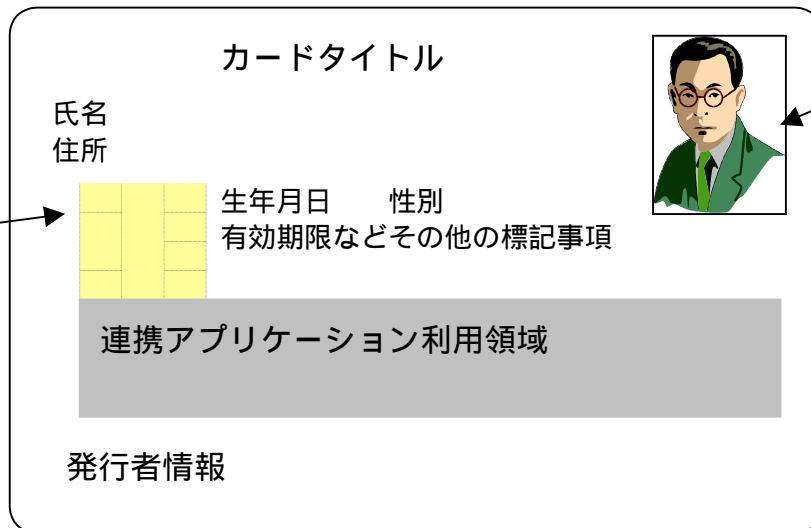 カードタイトル
氏名
住所
生年月日　　性別
有効期限などその他の標記事項
連携アプリケーション利用領域
発行者情報